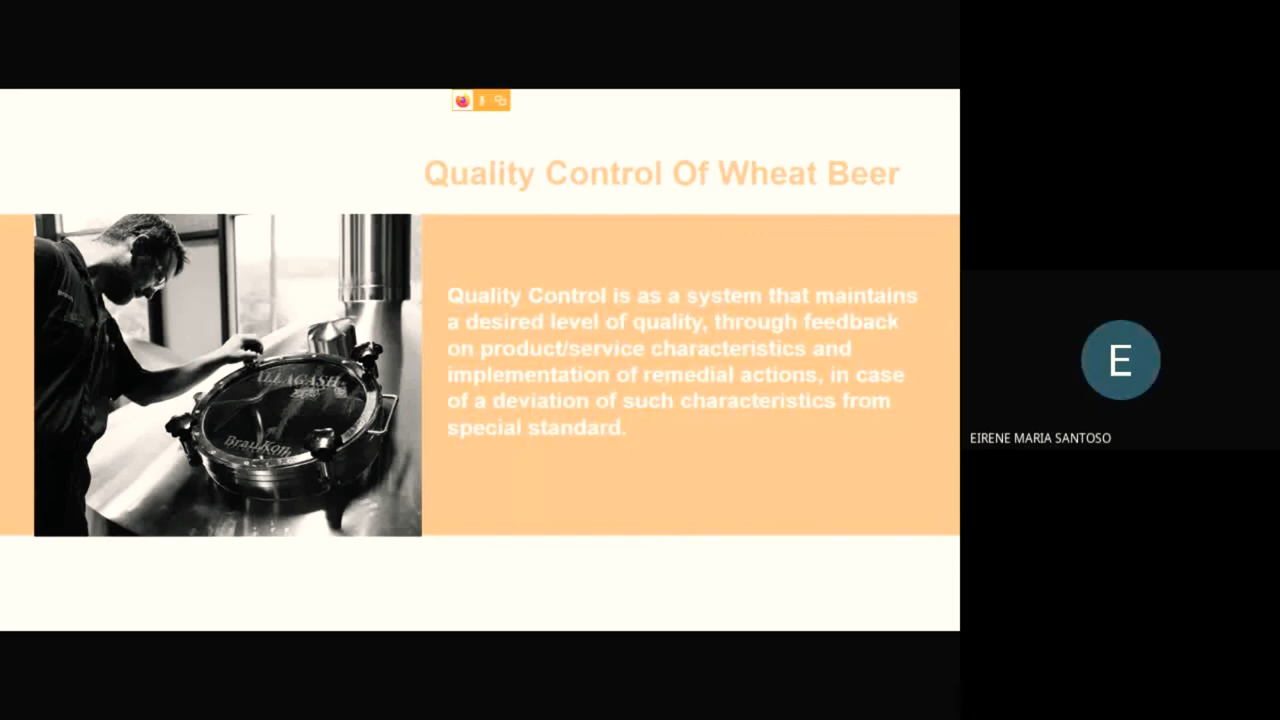 Quality Control Of Wheat Beer
Quality Control is as a system that maintains
a desired level of quality, through feedback
on product/service characteristics and
implementation of remedial actions, in case
of a deviation of such characteristics from
special standard.
ILLAGASH
BrauKon
E
EIRENE MARIA SANTOSO